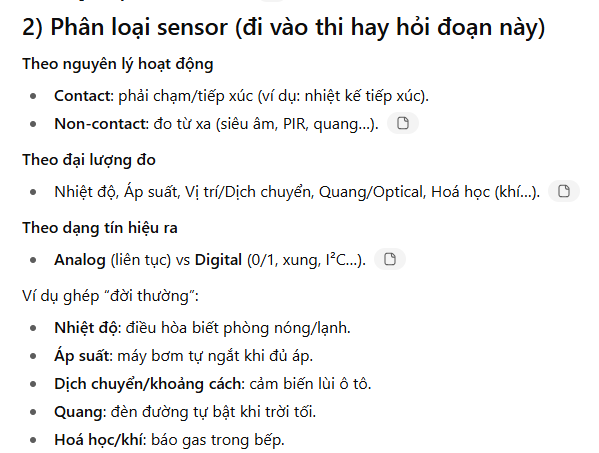 2) Phân loại sensor (đi vào thi hay hỏi đoạn này)
Theo nguyên lý hoạt động
Contact: phải chạm/tiếp xúc (ví dụ: nhiệt kế tiếp xúc).
Non-contact: đo từ xa (siêu âm, PIR, quang…).
Theo đại lượng đo
Nhiệt độ, Áp suất, Vị trí/Dịch chuyển, Quang/Optical, Hoá học (khí…).
Theo dạng tín hiệu ra
Analog (liên tục) vs Digital (0/1, xung, I²C…).
Ví dụ ghép “đời thường”:
Nhiệt độ: điều hòa biết phòng nóng/lạnh.
Áp suất: máy bơm tự ngắt khi đủ áp.
Dịch chuyển/khoảng cách: cảm biến lùi ô tô.
Quang: đèn đường tự bật khi trời tối.
Hoá học/khí: báo gas trong bếp.